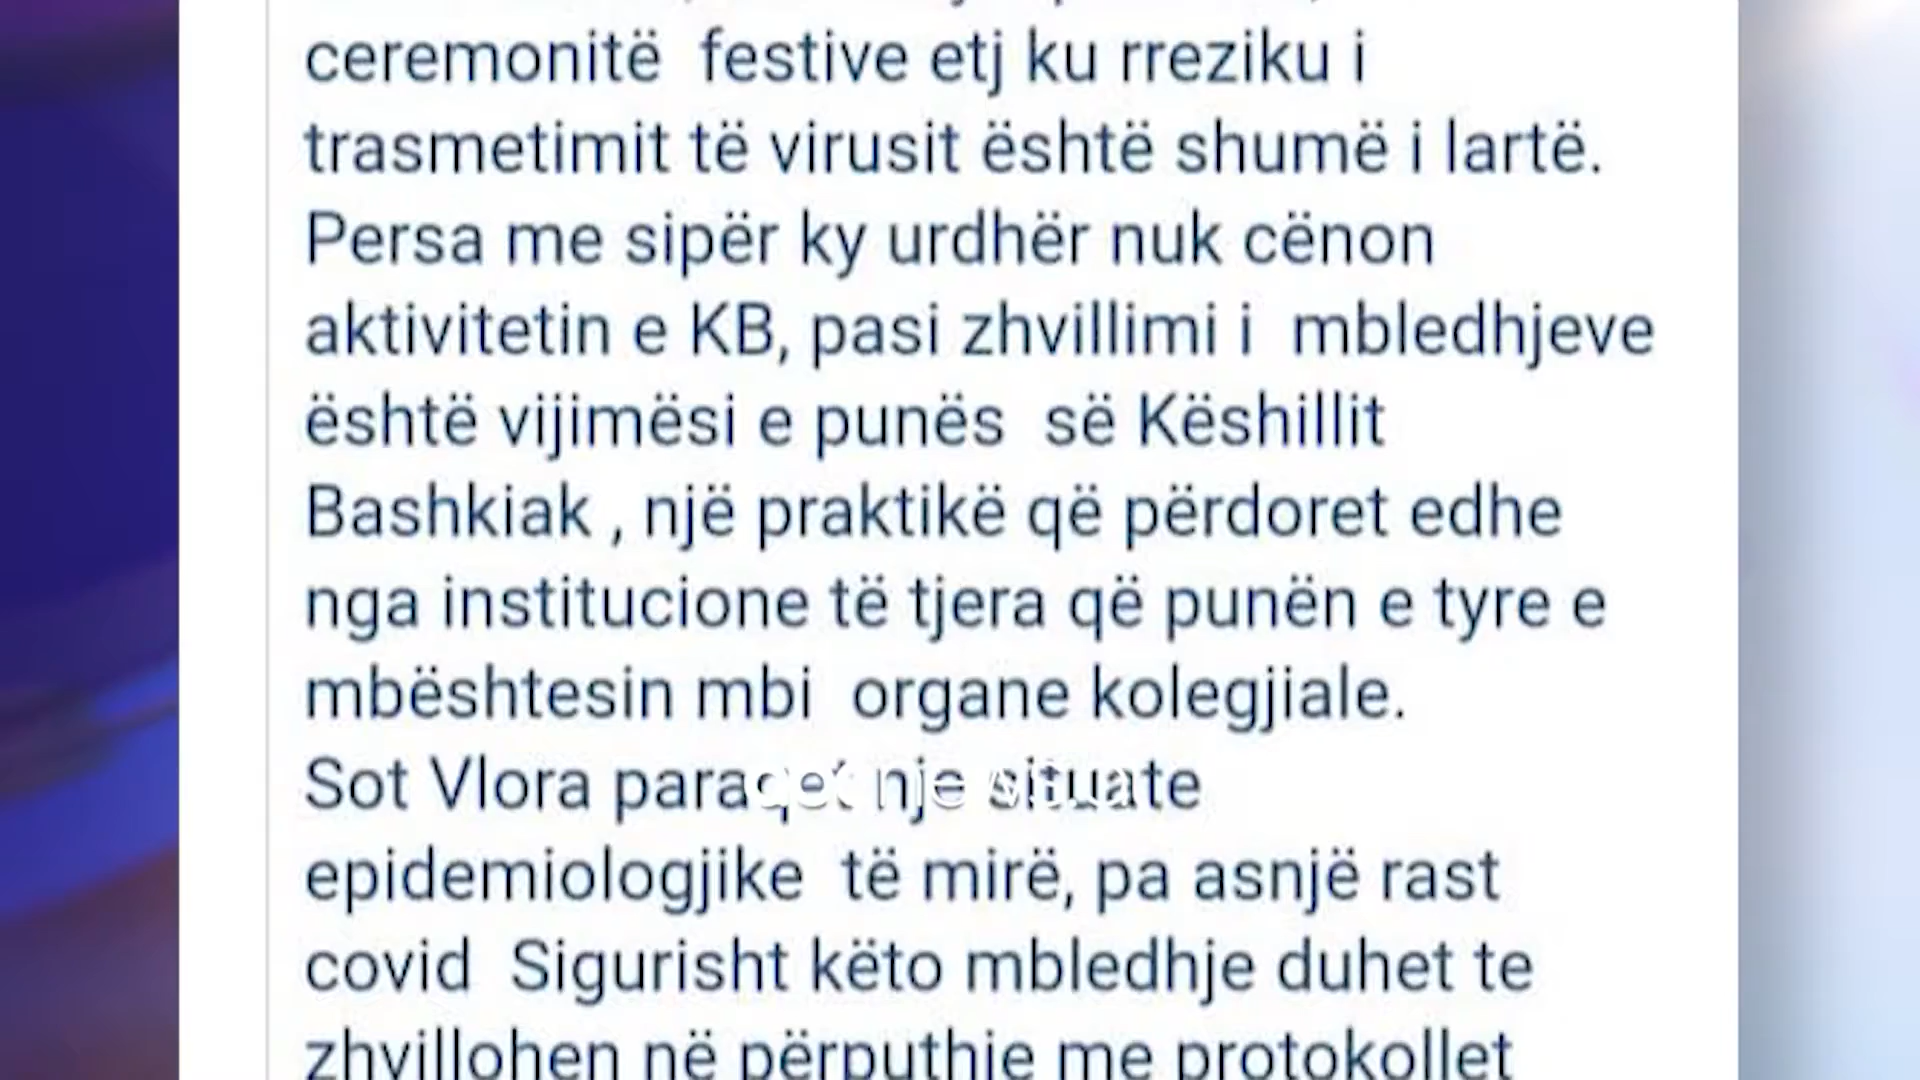 ceremonitë festive etj ku rreziku i
trasmetimit të virusit është shumë i lartë.
Persa me sipër ky urdhër nuk cënon
aktivitetin e KB, pasi zhvillimi i mbledhjeve
është vijimësi e punës së Këshillit
Bashkiak , një praktikë që përdoret edhe
nga institucione të tjera që punën e tyre e
mbështesin mbi organe kolegjiale.
Sot Vlora paraqet nje situate
epidemiologjike të mirë, pa asnjë rast
covid Sigurisht këto mbledhje duhet te
zhvillohen në përputhje me protokollet